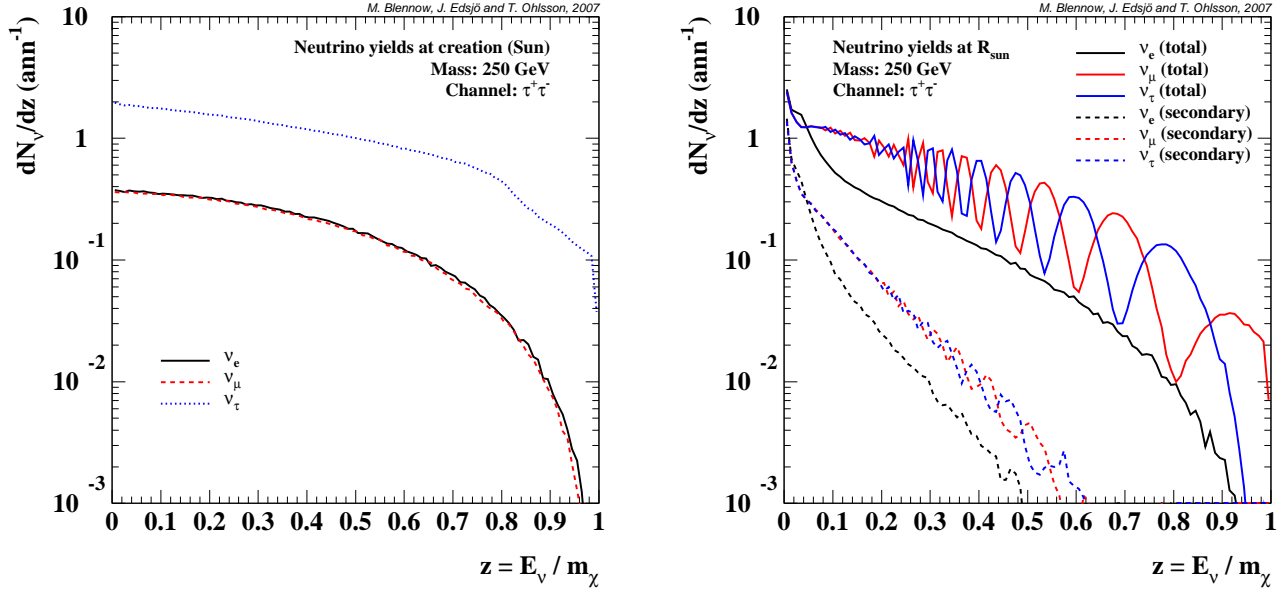 M. Blennow, J. Edsjö and T. Ohlsson, 2007
dN_ν/dz (ann⁻¹)
10
1
10⁻¹
10⁻²
10⁻³
Neutrino yields at creation (Sun)
Mass: 250 GeV
Channel: τ⁺τ⁻
ν_e
ν_μ
ν_τ
0 0.1 0.2 0.3 0.4 0.5 0.6 0.7 0.8 0.9 1
z = E_ν / m_χ
M. Blennow, J. Edsjö and T. Ohlsson, 2007
dN_ν/dz (ann⁻¹)
10
1
10⁻¹
10⁻²
10⁻³
Neutrino yields at R_sun
Mass: 250 GeV
Channel: τ⁺τ⁻
ν_e (total)
ν_μ (total)
ν_τ (total)
ν_e (secondary)
ν_μ (secondary)
ν_τ (secondary)
0 0.1 0.2 0.3 0.4 0.5 0.6 0.7 0.8 0.9 1
z = E_ν / m_χ